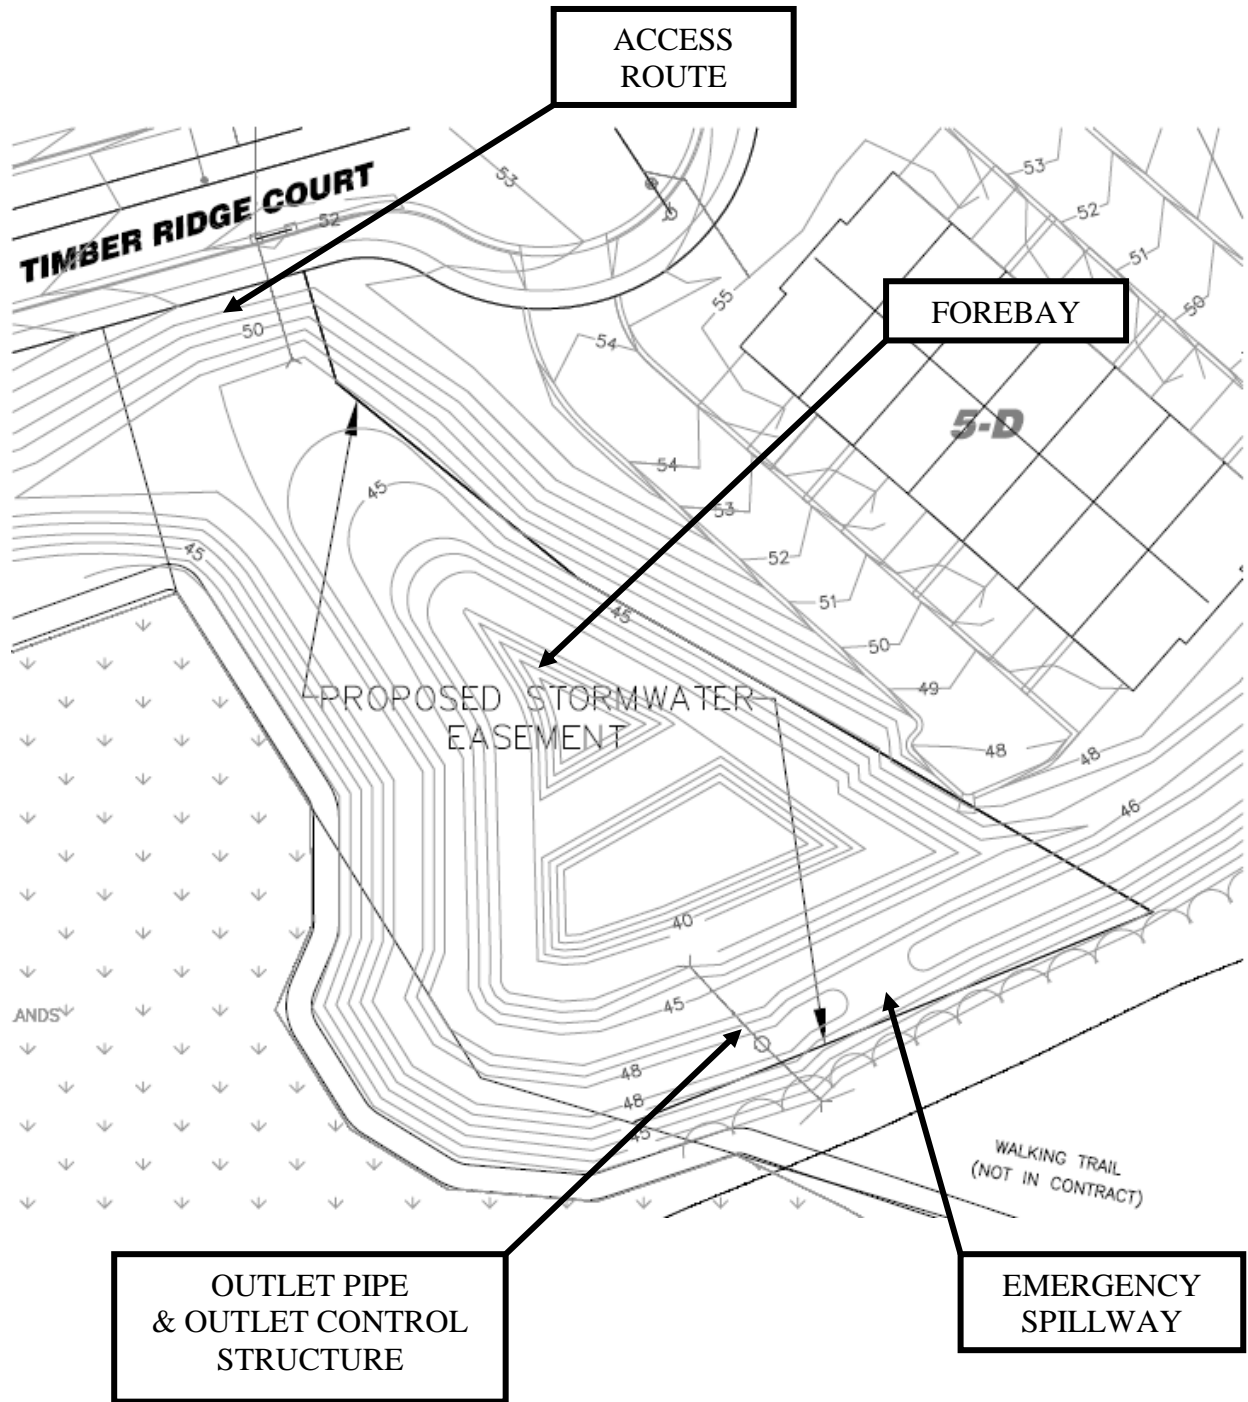 ACCESS
ROUTE
53
53
TIMBER RIDGE COURT
52
52
51
55
50
FOREBAY
50
54
5-D
54
45
53
45
52
51
45
50
49
PROPOSED STORMWATER
EASEMENT
48
48
46
40
45
ANDS
48
48
45
WALKING TRAIL
(NOT IN CONTRACT)
OUTLET PIPE
& OUTLET CONTROL
STRUCTURE
EMERGENCY
SPILLWAY